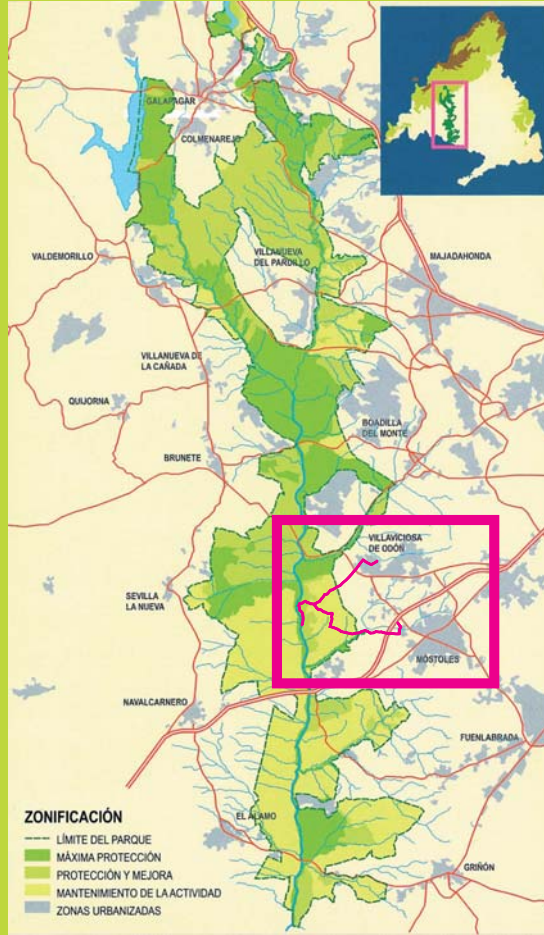 GALAPAGAR
COLMENAREJO
VALDEMORILLO
VILLANUEVA
DEL PARDILLO
MAJADAHONDA
VILLANUEVA DE
LA CAÑADA
QUIJORNA
BOADILLA
DEL MONTE
BRUNETE
VILLAVICIOSA
DE ODÓN
SEVILLA
LA NUEVA
MÓSTOLES
NAVALCARNERO
FUENLABRADA
EL ÁLAMO
GRIÑÓN
ZONIFICACIÓN
LÍMITE DEL PARQUE
MÁXIMA PROTECCIÓN
PROTECCIÓN Y MEJORA
MANTENIMIENTO DE LA ACTIVIDAD
ZONAS URBANIZADAS